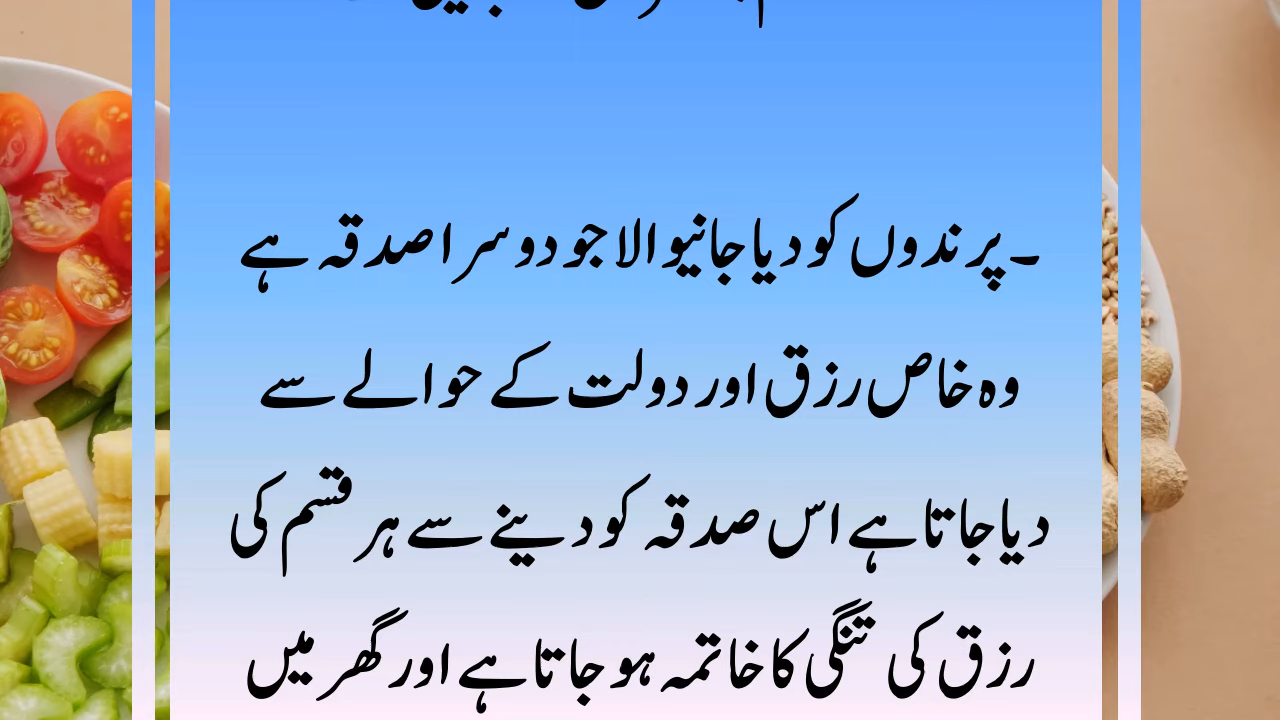 ۔پرندوں کو دیا جانیوالا جو دوسرا صدقہ ہے
وہ خاص رزق اور دولت کے حوالے سے
دیا جاتا ہے اس صدقہ کو دینے سے ہر قسم کی
رزق کی تنگی کا خاتمہ ہو جاتا ہے اور گھر میں